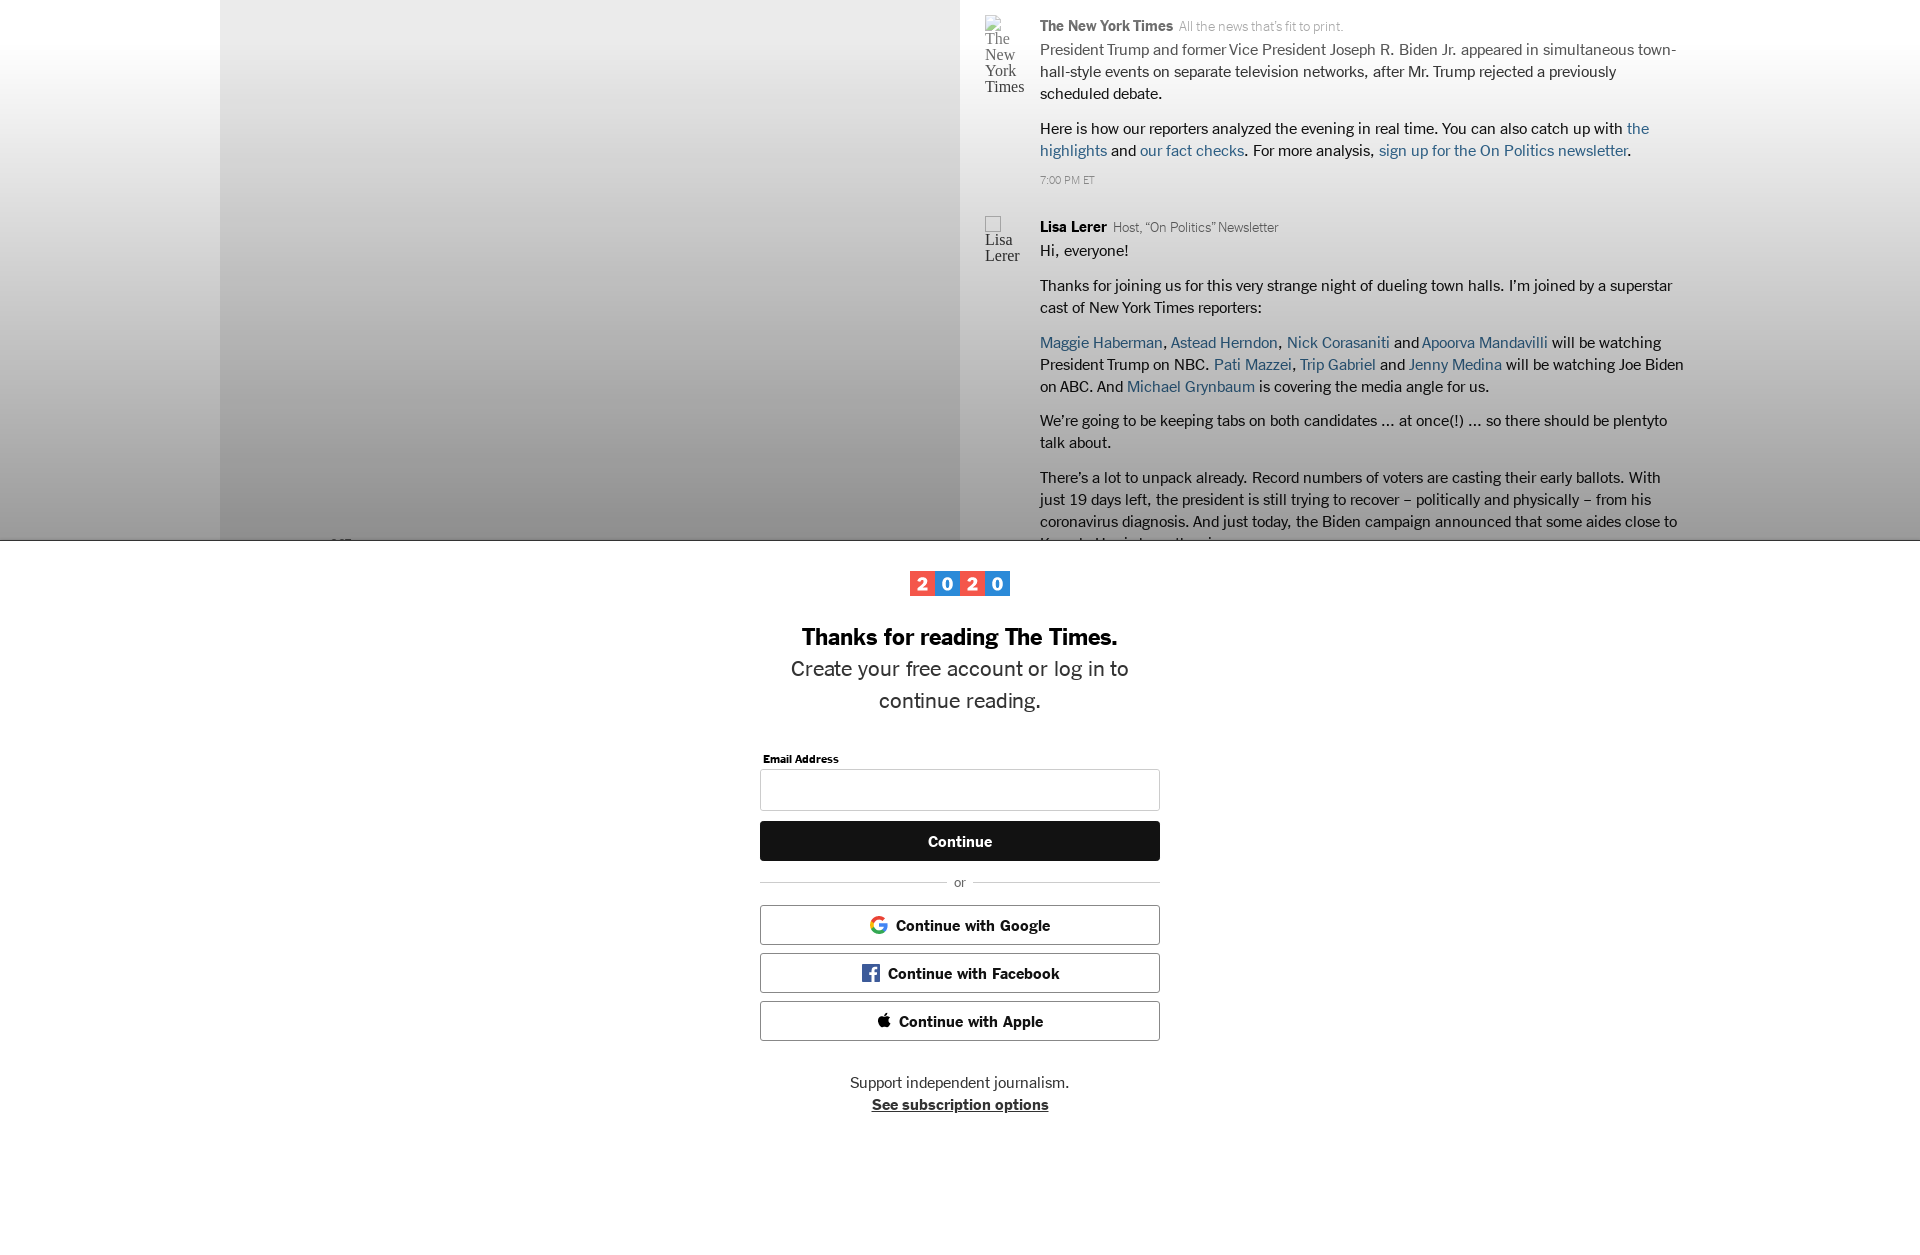 The New York Times
The New York Times All the news that's fit to print.
President Trump and former Vice President Joseph R. Biden Jr. appeared in simultaneous town-
hall-style events on separate television networks, after Mr. Trump rejected a previously
scheduled debate.
Here is how our reporters analyzed the evening in real time. You can also catch up with the
highlights and our fact checks. For more analysis, sign up for the On Politics newsletter.
7:00 PM ET
Lisa Lerer
Lisa Lerer Host, “On Politics” Newsletter
Hi, everyone!
Thanks for joining us for this very strange night of dueling town halls. I’m joined by a superstar
cast of New York Times reporters:
Maggie Haberman, Astead Herndon, Nick Corasaniti and Apoorva Mandavilli will be watching
President Trump on NBC. Pati Mazzei, Trip Gabriel and Jenny Medina will be watching Joe Biden
on ABC. And Michael Grynbaum is covering the media angle for us.
We’re going to be keeping tabs on both candidates … at once(!) … so there should be plentyto
talk about.
There’s a lot to unpack already. Record numbers of voters are casting their early ballots. With
just 19 days left, the president is still trying to recover – politically and physically – from his
coronavirus diagnosis. And just today, the Biden campaign announced that some aides close to
2020
Thanks for reading The Times.
Create your free account or log in to
continue reading.
Email Address
Continue
or
Continue with Google
Continue with Facebook
Continue with Apple
Support independent journalism.
See subscription options